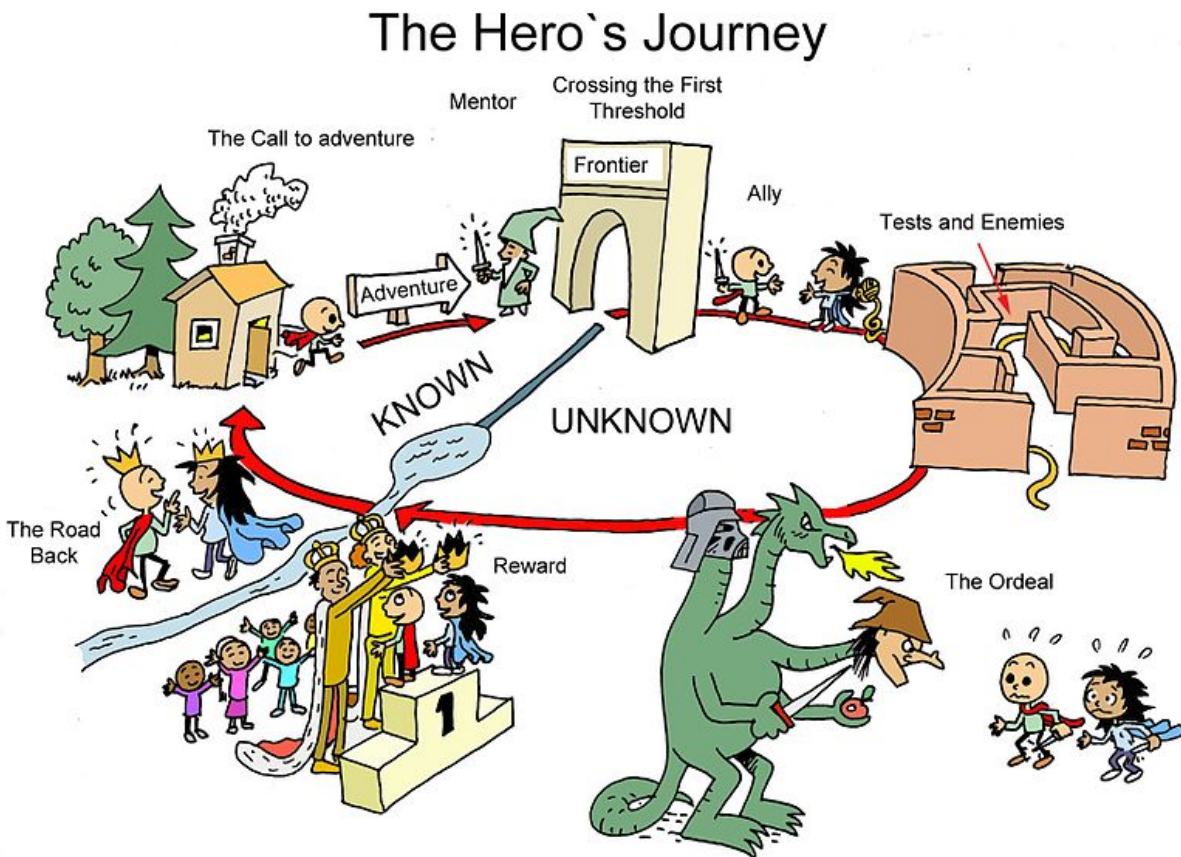 The Hero`s Journey
Crossing the First
Threshold
Mentor
The Call to adventure
Frontier
Ally
Tests and Enemies
Adventure
KNOWN
UNKNOWN
The Road
Back
Reward
The Ordeal
1